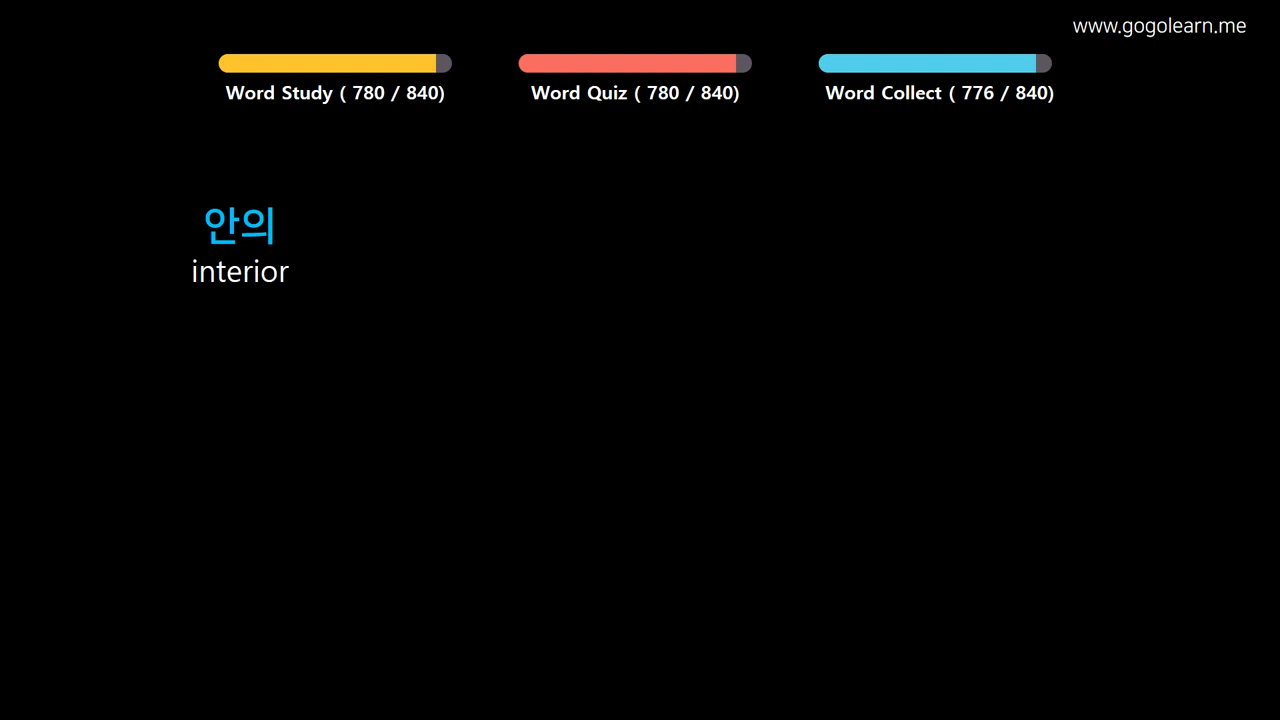 www.gogolearn.me
Word Study ( 780 / 840)
Word Quiz ( 780 / 840)
Word Collect ( 776 / 840)
안의
interior